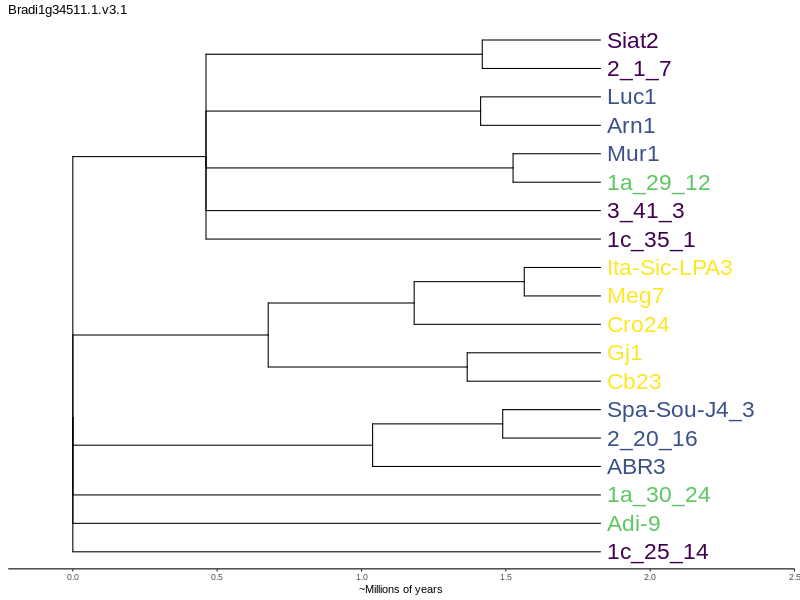 Bradi1g34511.1.v3.1
Siat2
2_1_7
Luc1
Arn1
Mur1
1a_29_12
3_41_3
1c_35_1
Ita-Sic-LPA3
Meg7
Cro24
Gj1
Cb23
Spa-Sou-J4_3
2_20_16
ABR3
1a_30_24
Adi-9
1c_25_14
0.0 0.5 1.0 1.5 2.0 2.5
~Millions of years